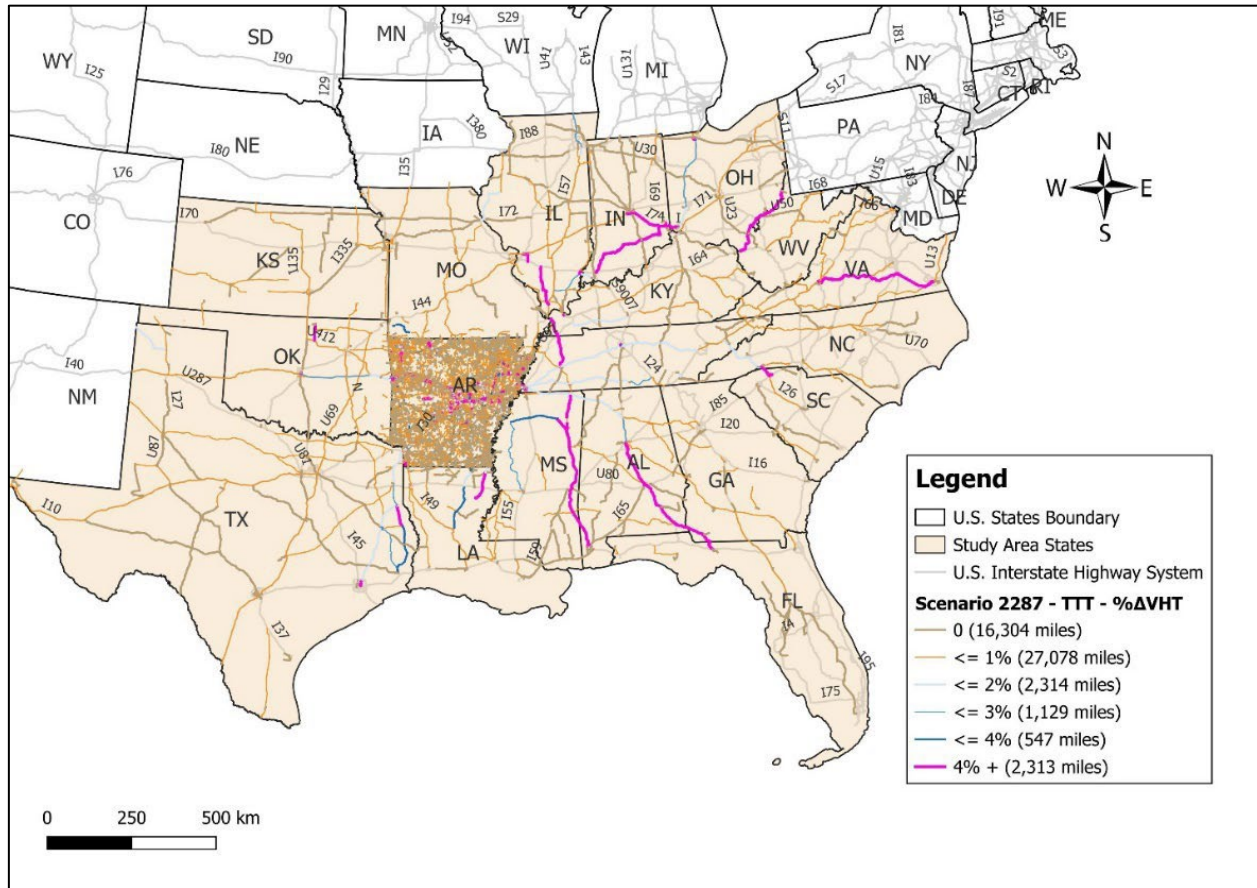 MN
I94
S29
WI
U52
U41
I43
U131
MI
I81
NY
I91
ME
S3
SD
I90
WY
I25
I29
S17
I87
S2
RI
CT
I84
PA
NE
I80
IA
I380
I35
I88
U30
S11
U15
I83
NJ
I68
DE
MD
I76
CO
I70
I57
I69
OH
I71
U23
U50
I66
I72
IL
IN
I74
I
WV
VA
U13
KS
I135
I335
MO
I44
I64
KY
S9007
U412
OK
I40
NM
U287
I27
U69
N
AR
I30
I24
NC
U70
I26
SC
I85
I20
U87
U81
MS
U80
AL
GA
I16
I10
TX
I49
I55
I65
I45
LA
I59
I37
FL
I4
I95
I75
N
W E
S
Legend
U.S. States Boundary
Study Area States
U.S. Interstate Highway System
Scenario 2287 - TTT - %ΔVHT
0 (16,304 miles)
<= 1% (27,078 miles)
<= 2% (2,314 miles)
<= 3% (1,129 miles)
<= 4% (547 miles)
4% + (2,313 miles)
0 250 500 km